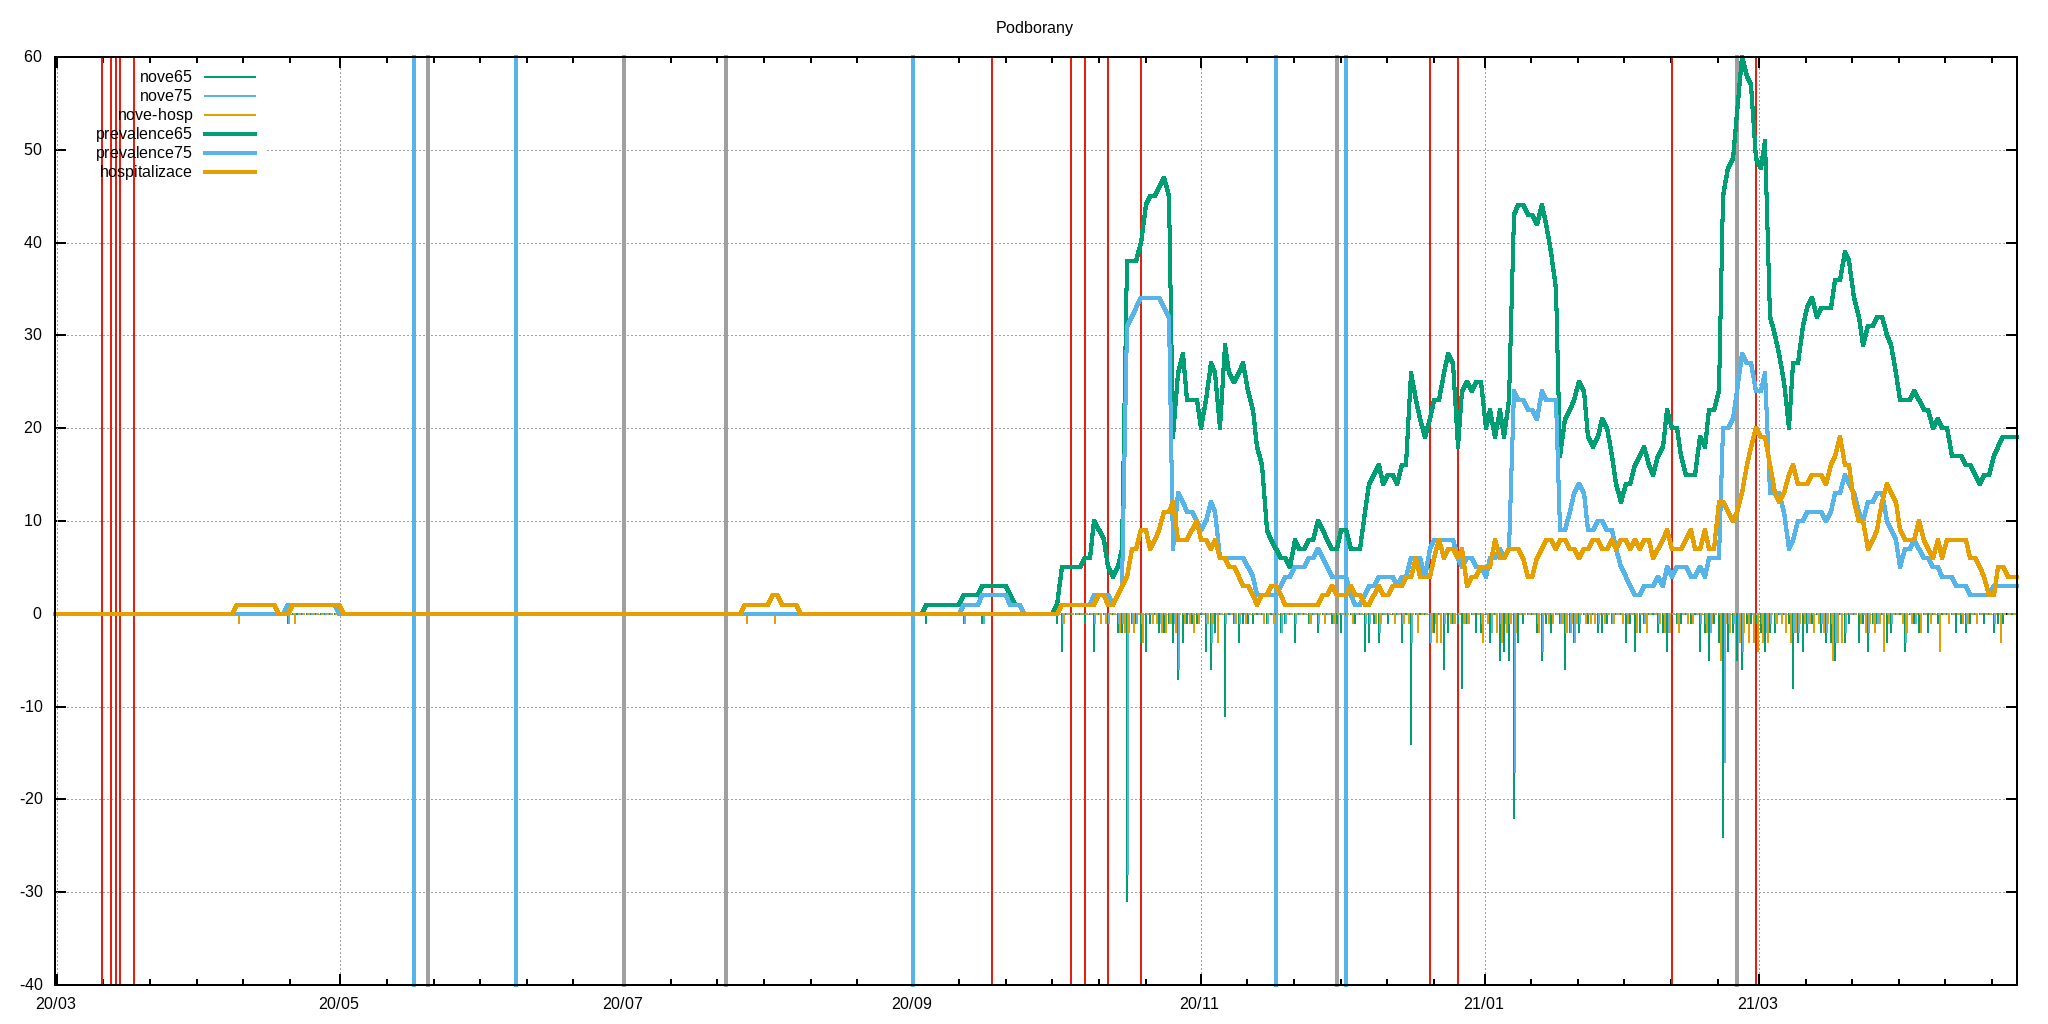 Podborany
60
50
40
30
20
10
0
-10
-20
-30
-40
nove65
nove75
nove-hosp
prevalence65
prevalence75
hospitalizace
20/03 20/05 20/07 20/09 20/11 21/01 21/03